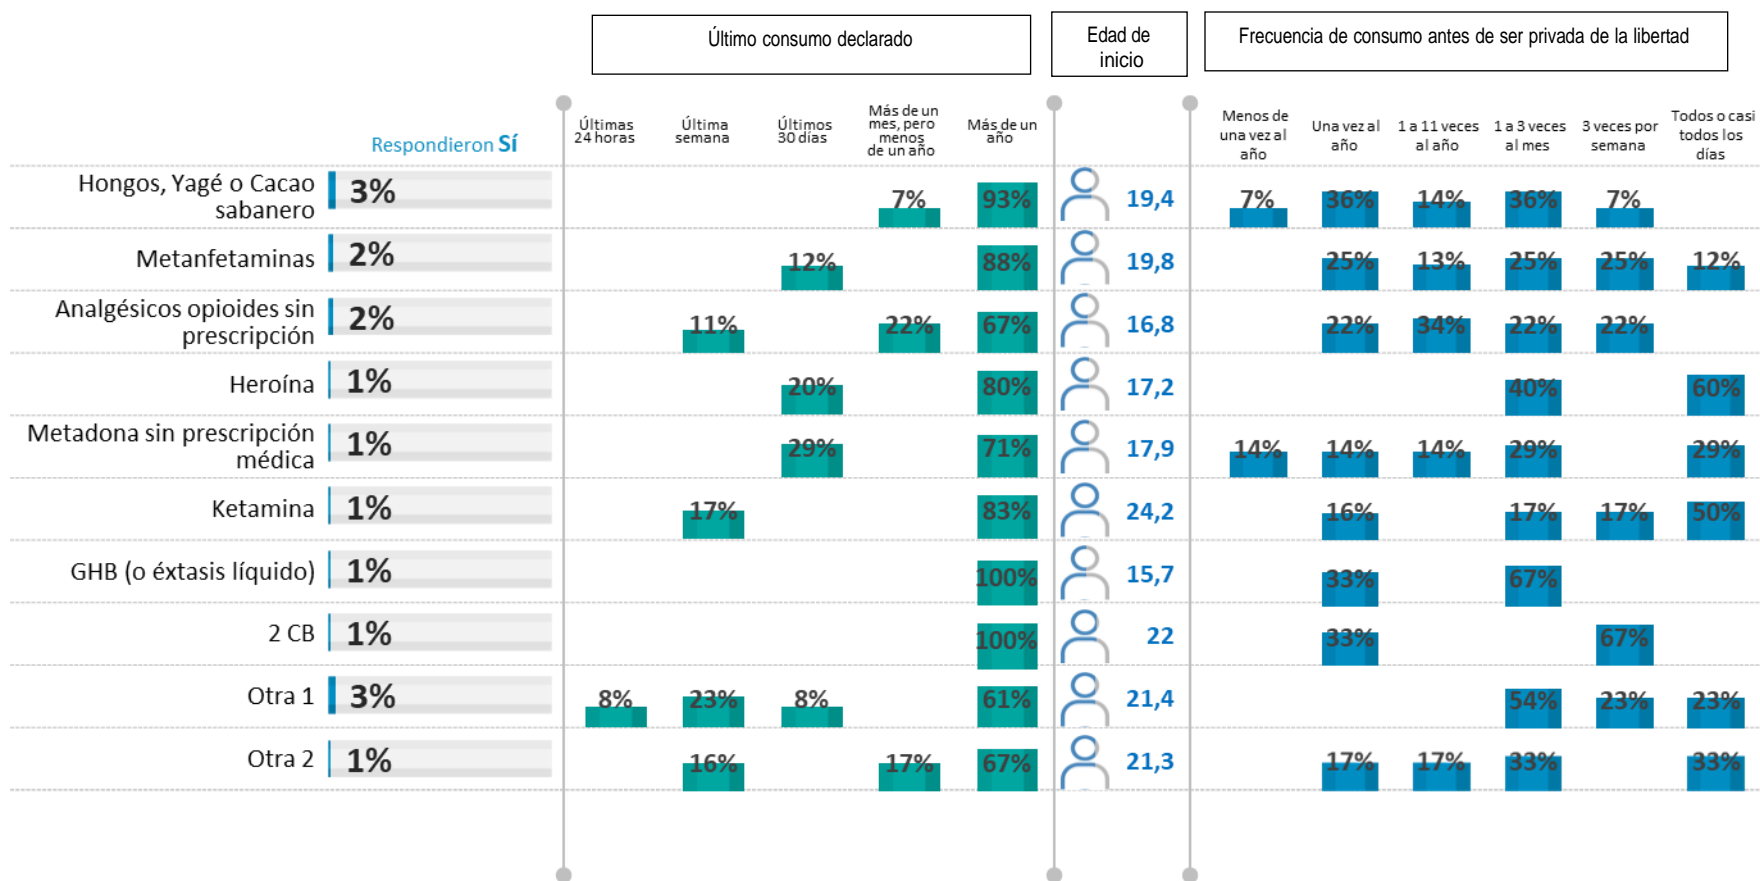 Último consumo declarado
Edad de
inicio
Frecuencia de consumo antes de ser privada de la libertad
Respondieron Sí
Últimas
24 horas
Última
semana
Últimos
30 días
Más de un
mes, pero
menos
de un año
Más de un
año
Menos de
una vez al
año
Una vez al
año
1 a 11 veces
al año
1 a 3 veces
al mes
3 veces por
semana
Todos o casi
todos los
días
Hongos, Yagé o Cacao
sabanero
3% 7% 93% 19,4 7% 36% 14% 36% 7%
Metanfetaminas 2% 12% 88% 19,8 25% 13% 25% 25% 12%
Analgésicos opioides sin
prescripción
2% 11% 22% 67% 16,8 22% 34% 22% 22%
Heroína 1% 20% 80% 17,2 40% 60%
Metadona sin prescripción
médica
1% 29% 71% 17,9 14% 14% 14% 29% 29%
Ketamina 1% 17% 83% 24,2 16% 17% 17% 50%
GHB (o éxtasis líquido) 1% 100% 15,7 33% 67%
2 CB 1% 100% 22 33% 67%
Otra 1 3% 8% 23% 8% 61% 21,4 54% 23% 23%
Otra 2 1% 16% 17% 67% 21,3 17% 17% 33% 33%